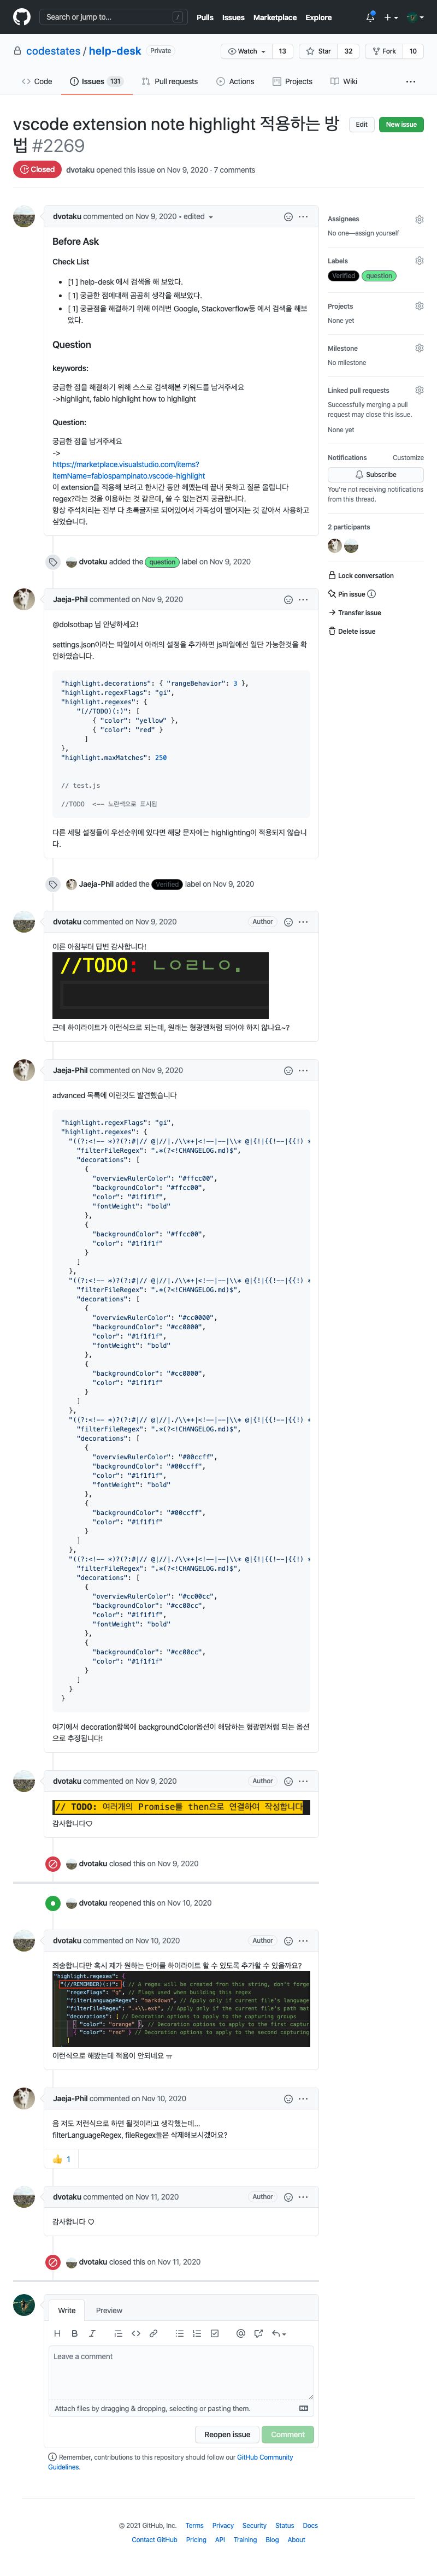 Search or jump to...
/
Pulls Issues Marketplace Explore
codestates / help-desk Private
Watch 13 Star 32 Fork 10
Code Issues 131 Pull requests Actions Projects Wiki
vscode extension note highlight 적용하는 방
법 #2269
Edit New issue
Closed dvotaku opened this issue on Nov 9, 2020 · 7 comments
dvotaku commented on Nov 9, 2020 • edited
Before Ask
Check List
[1 ] help-desk 에서 검색을 해 보았다.
[ 1] 궁금한 점에대해 곰곰히 생각을 해보았다.
[ 1] 궁금점을 해결하기 위해 여러번 Google, Stackoverflow등 에서 검색을 해보
았다.
Question
keywords:
궁금한 점을 해결하기 위해 스스로 검색해본 키워드를 남겨주세요
->highlight, fabio highlight how to highlight
Question:
궁금한 점을 남겨주세요
->
https://marketplace.visualstudio.com/items?
itemName=fabiospampinato.vscode-highlight
이 extension을 적용해 보려고 한시간 동안 해맸는데 끝내 못하고 질문 올립니다
regex?라는 것을 이용하는 것 같은데, 쓸 수 없는건지 궁금합니다.
항상 주석처리는 전부 다 초록글자로 되어있어서 가독성이 떨어지는 것 같아서 사용하고
싶었습니다.
Assignees
No one—assign yourself
Labels
Verified question
Projects
None yet
Milestone
No milestone
Linked pull requests
Successfully merging a pull
request may close this issue.
None yet
Notifications Customize
Subscribe
You're not receiving notifications
from this thread.
2 participants
Lock conversation
Pin issue
Transfer issue
Delete issue
dvotaku added the question label on Nov 9, 2020
Jaeja-Phil commented on Nov 9, 2020
@dolsotbap 님 안녕하세요!
settings.json이라는 파일에서 아래의 설정을 추가하면 js파일에선 일단 가능한것을 확
인하였습니다.
"highlight.decorations": { "rangeBehavior": 3 },
"highlight.regexFlags": "gi",
"highlight.regexes": {
"(//TODO)(:)": [
{ "color": "yellow" },
{ "color": "red" }
]
},
"highlight.maxMatches": 250
// test.js
//TODO <-- 노란색으로 표시됨
다른 세팅 설정들이 우선순위에 있다면 해당 문자에는 highlighting이 적용되지 않습니
다.
Jaeja-Phil added the Verified label on Nov 9, 2020
dvotaku commented on Nov 9, 2020 Author
이른 아침부터 답변 감사합니다!
//TODO: ㄴㅇㄹㄴㅇ.
근데 하이라이트가 이런식으로 되는데, 원래는 형광펜처럼 되어야 하지 않나요~?
Jaeja-Phil commented on Nov 9, 2020
advanced 목록에 이런것도 발견했습니다
"highlight.regexFlags": "gi",
"highlight.regexes": {
"((?:<!-- *)?(?:#|// @|//|./\\*+|<!--|--|\\* @|{!|{{!--|{{!) *
"filterFileRegex": ".*(?<!CHANGELOG.md)$",
"decorations": [
{
"overviewRulerColor": "#ffcc00",
"backgroundColor": "#ffcc00",
"color": "#1f1f1f",
"fontWeight": "bold"
},
{
"backgroundColor": "#ffcc00",
"color": "#1f1f1f"
}
]
},
"((?:<!-- *)?(?:#|// @|//|./\\*+|<!--|--|\\* @|{!|{{!--|{{!) *
"filterFileRegex": ".*(?<!CHANGELOG.md)$",
"decorations": [
{
"overviewRulerColor": "#cc0000",
"backgroundColor": "#cc0000",
"color": "#1f1f1f",
"fontWeight": "bold"
},
{
"backgroundColor": "#cc0000",
"color": "#1f1f1f"
}
]
},
"((?:<!-- *)?(?:#|// @|//|./\\*+|<!--|--|\\* @|{!|{{!--|{{!) *
"filterFileRegex": ".*(?<!CHANGELOG.md)$",
"decorations": [
{
"overviewRulerColor": "#00ccff",
"backgroundColor": "#00ccff",
"color": "#1f1f1f",
"fontWeight": "bold"
},
{
"backgroundColor": "#00ccff",
"color": "#1f1f1f"
}
]
},
"((?:<!-- *)?(?:#|// @|//|./\\*+|<!--|--|\\* @|{!|{{!--|{{!) *
"filterFileRegex": ".*(?<!CHANGELOG.md)$",
"decorations": [
{
"overviewRulerColor": "#cc00cc",
"backgroundColor": "#cc00cc",
"color": "#1f1f1f",
"fontWeight": "bold"
},
{
"backgroundColor": "#cc00cc",
"color": "#1f1f1f"
}
]
}
}
여기에서 decoration항목에 backgroundColor옵션이 해당하는 형광펜처럼 되는 옵션
으로 추정됩니다!
dvotaku commented on Nov 9, 2020 Author
// TODO: 여러개의 Promise를 then으로 연결하여 작성합니다
감사합니다♡
dvotaku closed this on Nov 9, 2020
dvotaku reopened this on Nov 10, 2020
dvotaku commented on Nov 10, 2020 Author
죄송합니다만 혹시 제가 원하는 단어를 하이라이트 할 수 있도록 추가할 수 있을까요?
"highlight.regexes": {
"(//REMEMBER)(:)": { // A regex will be created from this string, don't forge
"regexFlags": "g", // Flags used when building this regex
"filterLanguageRegex": "markdown", // Apply only if current file's language
"filterFileRegex": ".*\\.ext", // Apply only if the current file's path mat
"decorations": [ // Decoration options to apply to the capturing groups
{ "color": "orange" }, // Decoration options to apply to the first captur
{ "color": "red" } // Decoration options to apply to the second capturing
]
이런식으로 해봤는데 적용이 안되네요 ㅠ
Jaeja-Phil commented on Nov 10, 2020
음 저도 저런식으로 하면 될것이라고 생각했는데...
filterLanguageRegex, fileRegex들은 삭제해보시겠어요?
👍 1
dvotaku commented on Nov 11, 2020 Author
감사합니다 ♡
dvotaku closed this on Nov 11, 2020
Write Preview
Leave a comment
Attach files by dragging & dropping, selecting or pasting them.
Reopen issue Comment
Remember, contributions to this repository should follow our GitHub Community
Guidelines.
© 2021 GitHub, Inc. Terms Privacy Security Status Docs
Contact GitHub Pricing API Training Blog About